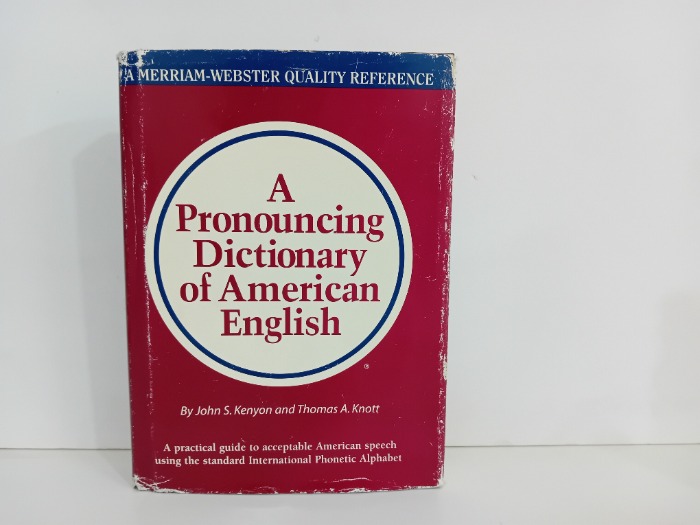 A MERRIAM-WEBSTER QUALITY REFERENCE
A
Pronouncing
Dictionary
of American
English
®
By John S. Kenyon and Thomas A. Knott
A practical guide to acceptable American speech
using the standard International Phonetic Alphabet